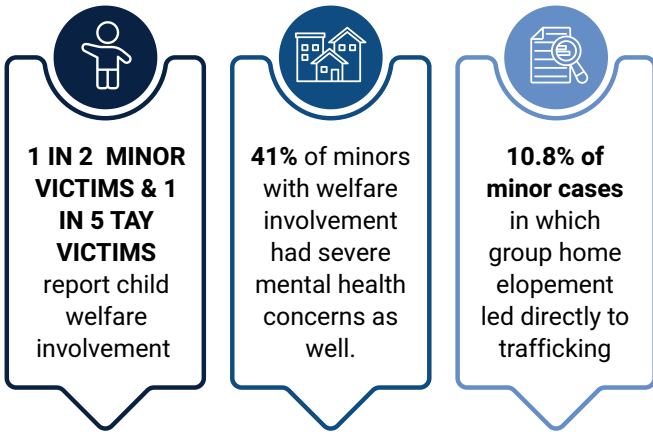 1 IN 2 MINOR
VICTIMS & 1
IN 5 TAY
VICTIMS
report child
welfare
involvement
41% of minors
with welfare
involvement
had severe
mental health
concerns as
well.
10.8% of
minor cases
in which
group home
elopement
led directly to
trafficking